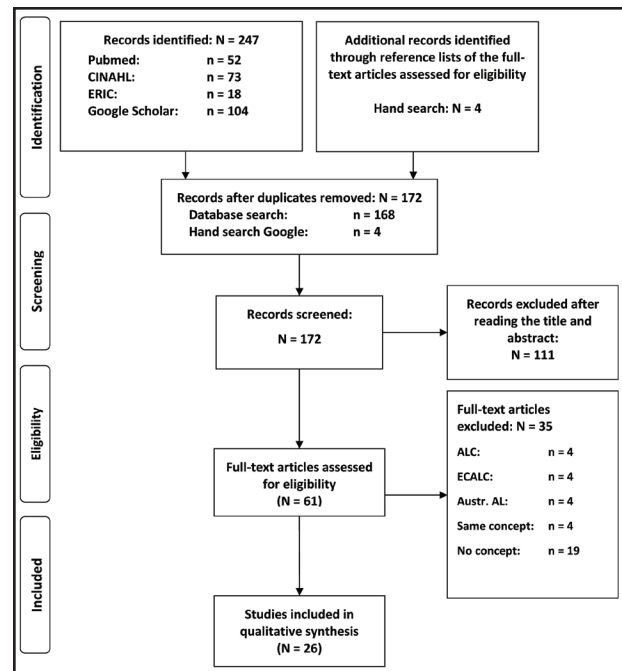 Identification
Records identified: N = 247
Pubmed: n = 52
CINAHL: n = 73
ERIC: n = 18
Google Scholar: n = 104
Additional records identified
through reference lists of the full-
text articles assessed for eligibility
Hand search: N = 4
Records after duplicates removed: N = 172
Database search: n = 168
Hand search Google: n = 4
Screening
Records screened:
N = 172
Records excluded after
reading the title and
abstract:
N = 111
Eligibility
Full-text articles assessed
for eligibility
(N = 61)
Full-text articles
excluded: N = 35
ALC: n = 4
ECALC: n = 4
Austr. AL: n = 4
Same concept: n = 4
No concept: n = 19
Included
Studies included in
qualitative synthesis
(N = 26)